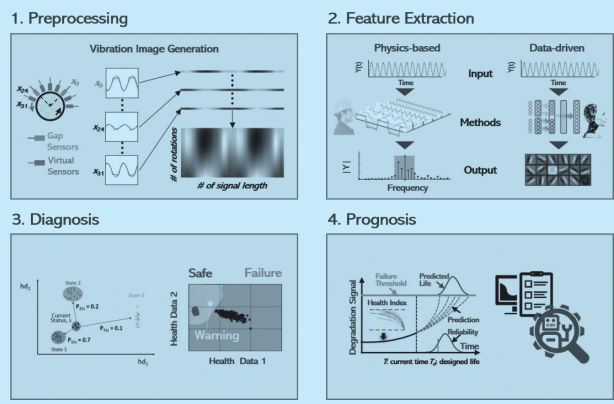 1. Preprocessing
Vibration Image Generation
x0
x24
x31
Gap
Sensors
Virtual
Sensors
x0
x24
x31
# of rotations
# of signal length
2. Feature Extraction
Physics-based
Data-driven
Y(t)
Time
Input
Y(t)
Time
Methods
|Y|
Frequency
Output
3. Diagnosis
hd2
State 2
State 3
Current
Status, s
P2|s = 0.2
P3|s = 0.1
P1|s = 0.7
State 1
hd1
Safe
Failure
Warning
Health Data 2
Health Data 1
4. Prognosis
Degradation Signal
Failure
Threshold
Predicted
Life
Health Index
Prediction
Reliability
Time
T: current time Td: designed life